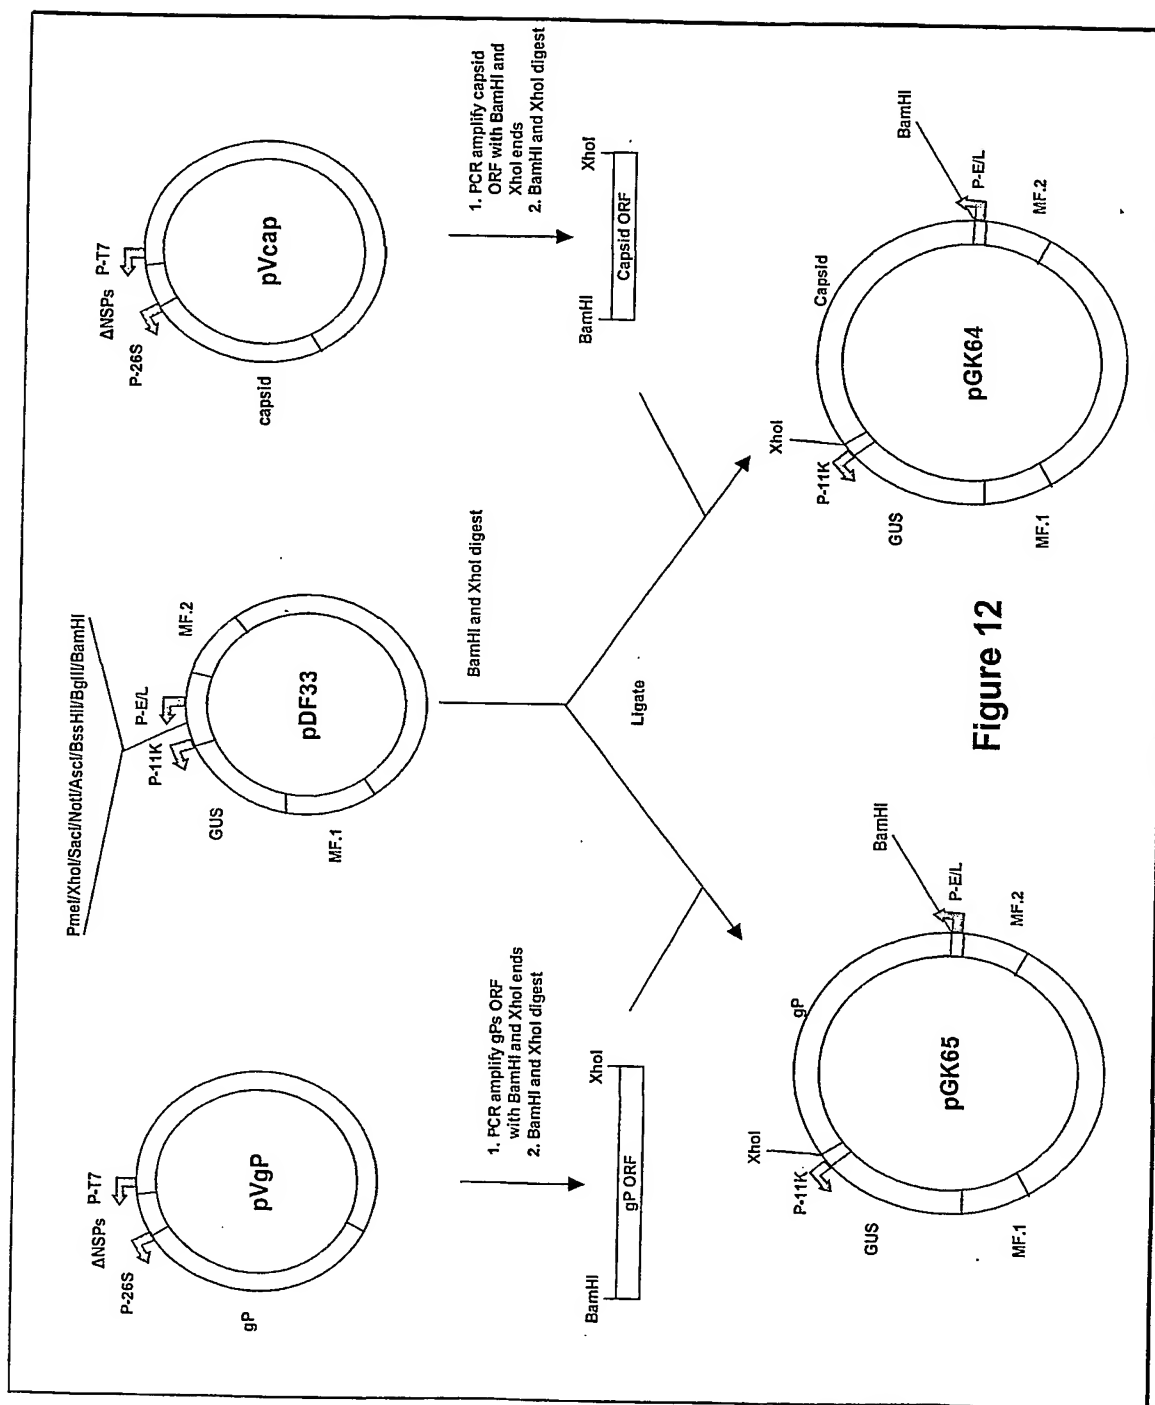 PmeI/XhoI/SacI/NotI/AscI/BssHII/BglII/BamHI
ΔNSPs
P-T7
P-26S
pVgP
gP
P-11K
P-E/L
MF.2
pDF33
GUS
MF.1
ΔNSPs
P-T7
P-26S
pVcap
capsid
1. PCR amplify gPs ORF
with BamHI and XhoI ends
2. BamHI and XhoI digest
BamHI and XhoI digest
1. PCR amplify capsid
ORF with BamHI and
XhoI ends
2. BamHI and XhoI digest
BamHI
XhoI
gP ORF
Ligate
BamHI
XhoI
Capsid ORF
XhoI
P-11K
gP
BamHI
P-E/L
pGK65
GUS
MF.2
MF.1
XhoI
P-11K
Capsid
BamHI
P-E/L
pGK64
GUS
MF.2
MF.1
Figure 12